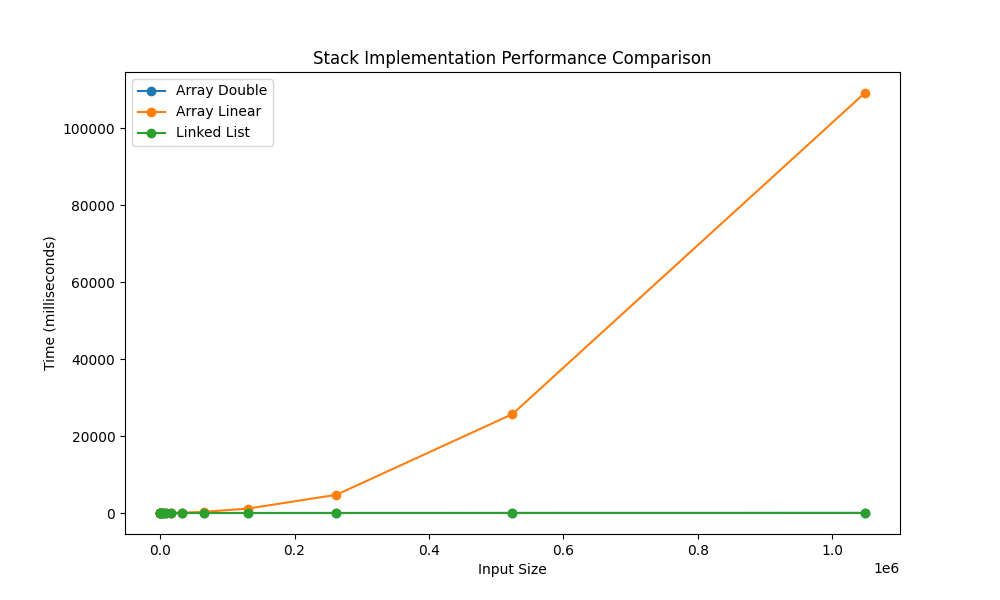 Stack Implementation Performance Comparison
Array Double
Array Linear
Linked List
Time (milliseconds)
100000
80000
60000
40000
20000
0
0.0 0.2 0.4 0.6 0.8 1.0
1e6
Input Size